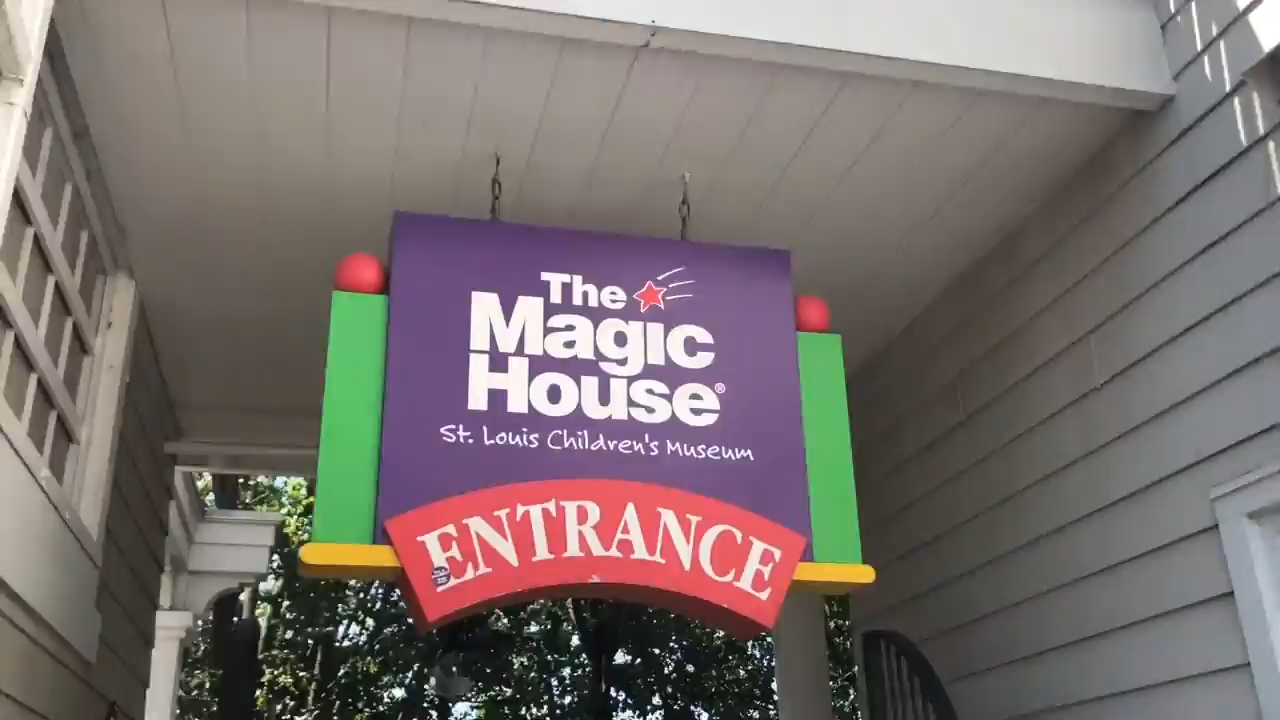 The
Magic
House®
St. Louis Children's Museum
ENTRANCE